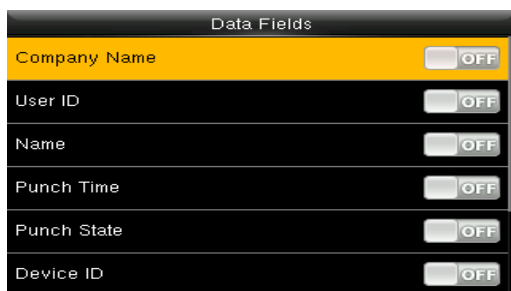 Data Fields
Company Name OFF
User ID OFF
Name OFF
Punch Time OFF
Punch State OFF
Device ID OFF